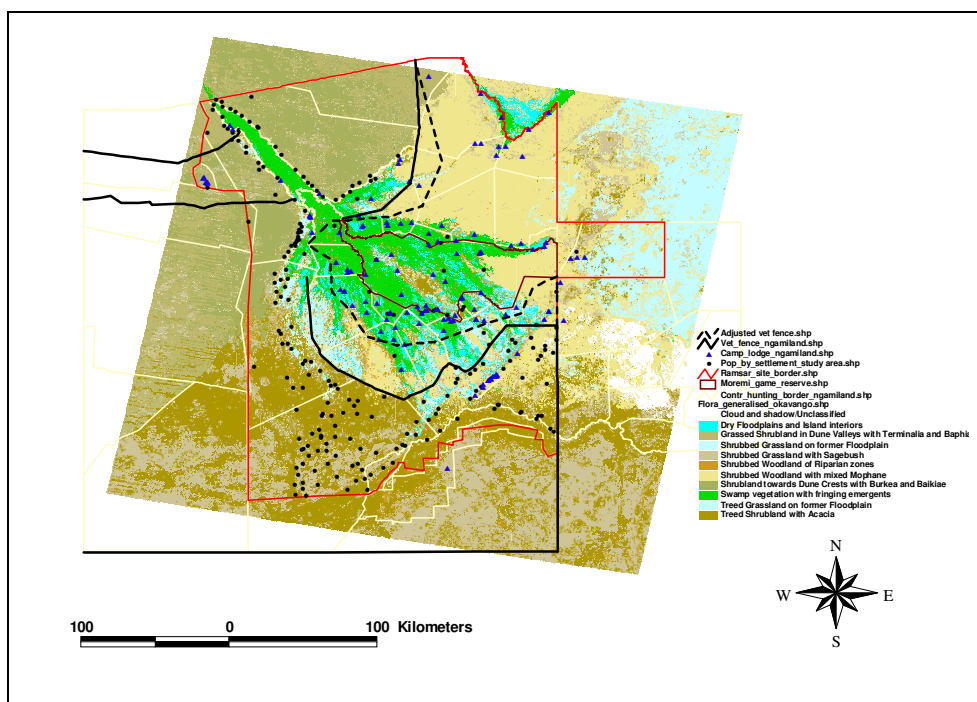 Adjusted vet fence.shp
Vet_fence_ngamiland.shp
Camp_lodge_ngamiland.shp
Pop_by_settlement_study area.shp
Ramsar_site_border.shp
Moremi_game_reserve.shp
Contr_hunting_border_ngamiland.shp
Flora_generalised_okavango.shp
Cloud and shadow/Unclassified
Dry Floodplains and Island interiors
Grassed Shrubland in Dune Valleys with Terminalia and Baphia
Shrubbed Grassland on former Floodplain
Shrubbed Grassland with Sagebush
Shrubbed Woodland of Riparian zones
Shrubbed Woodland with mixed Mophane
Shrubland towards Dune Crests with Burkea and Baikiae
Swamp vegetation with fringing emergents
Treed Grassland on former Floodplain
Treed Shrubland with Acacia
N
W E
S
100 0 100 Kilometers